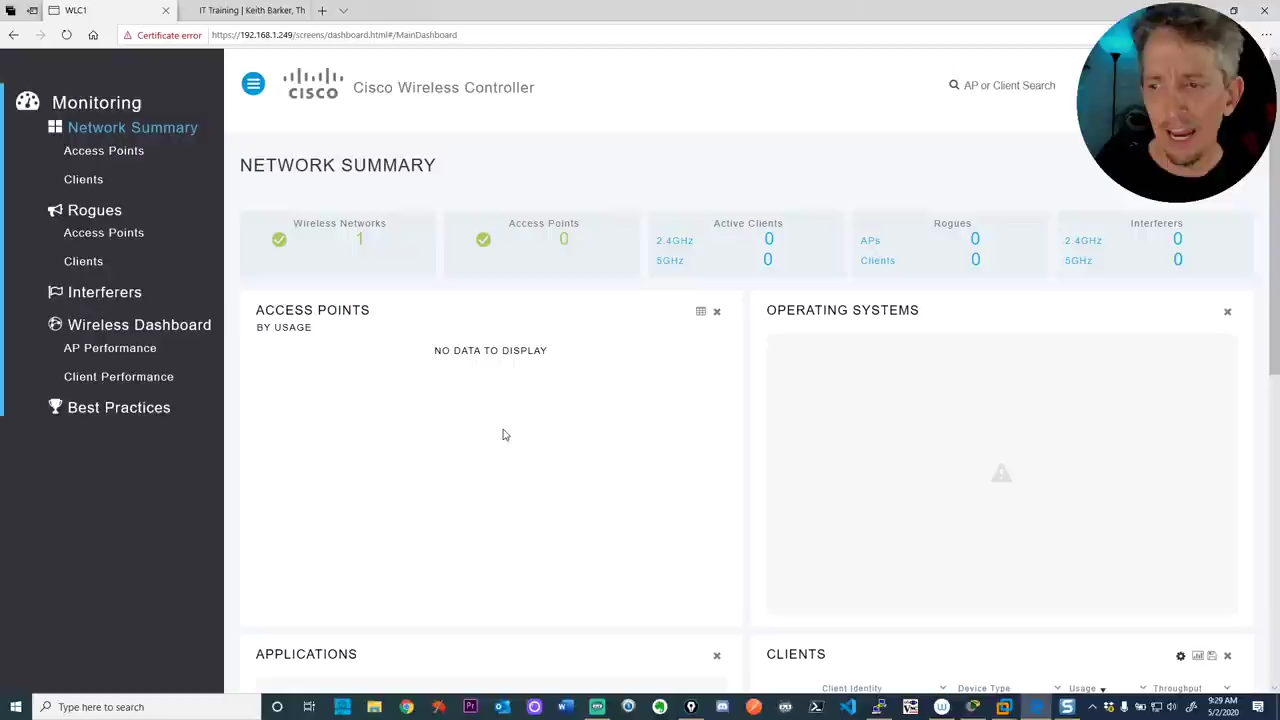 WLC1
IT Training | Keith Barker, Th
Certificate error
https://192.168.1.249/screens/dashboard.html#/MainDashboard
Monitoring
Network Summary
Access Points
Clients
Rogues
Access Points
Clients
Interferers
Wireless Dashboard
AP Performance
Client Performance
Best Practices
CISCO
Cisco Wireless Controller
AP or Client Search
NETWORK SUMMARY
Wireless Networks
1
Access Points
0
Active Clients
2.4GHz 0
5GHz 0
Rogues
APs 0
Clients 0
Interferers
2.4GHz 0
5GHz 0
ACCESS POINTS
BY USAGE
NO DATA TO DISPLAY
OPERATING SYSTEMS
APPLICATIONS
CLIENTS
Client Identity Device Type Usage Throughput
Type here to search
9:29 AM
5/2/2020